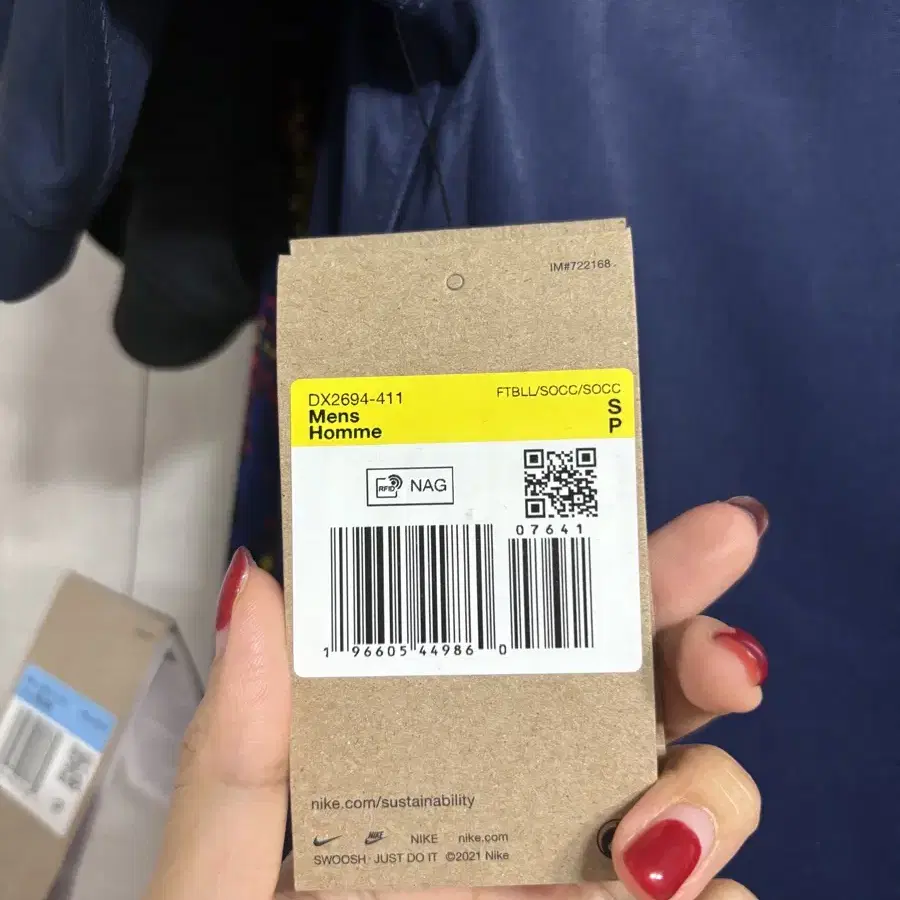 IM#722168
DX2694-411
FTBLL/SOCC/SOCC
Mens
S
Homme
P
RFID NAG
07641
1 96605 44986 0
nike.com/sustainability
NIKE nike.com
SWOOSH · JUST DO IT ©2021 Nike